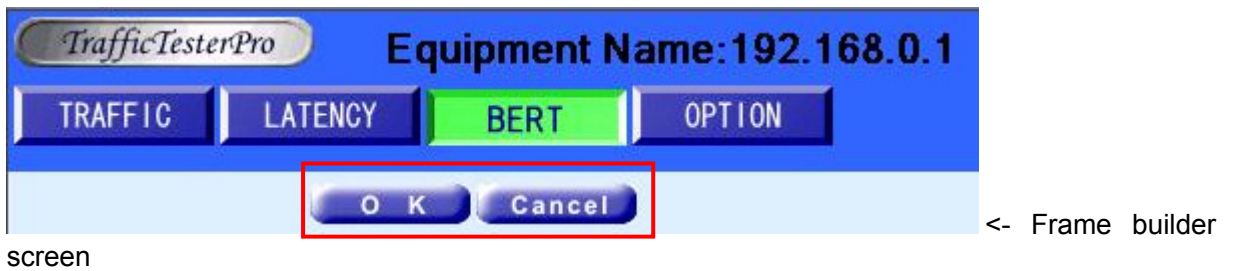 TrafficTesterPro
Equipment Name:192.168.0.1
TRAFFIC LATENCY BERT OPTION
O K Cancel
<- Frame builder
screen